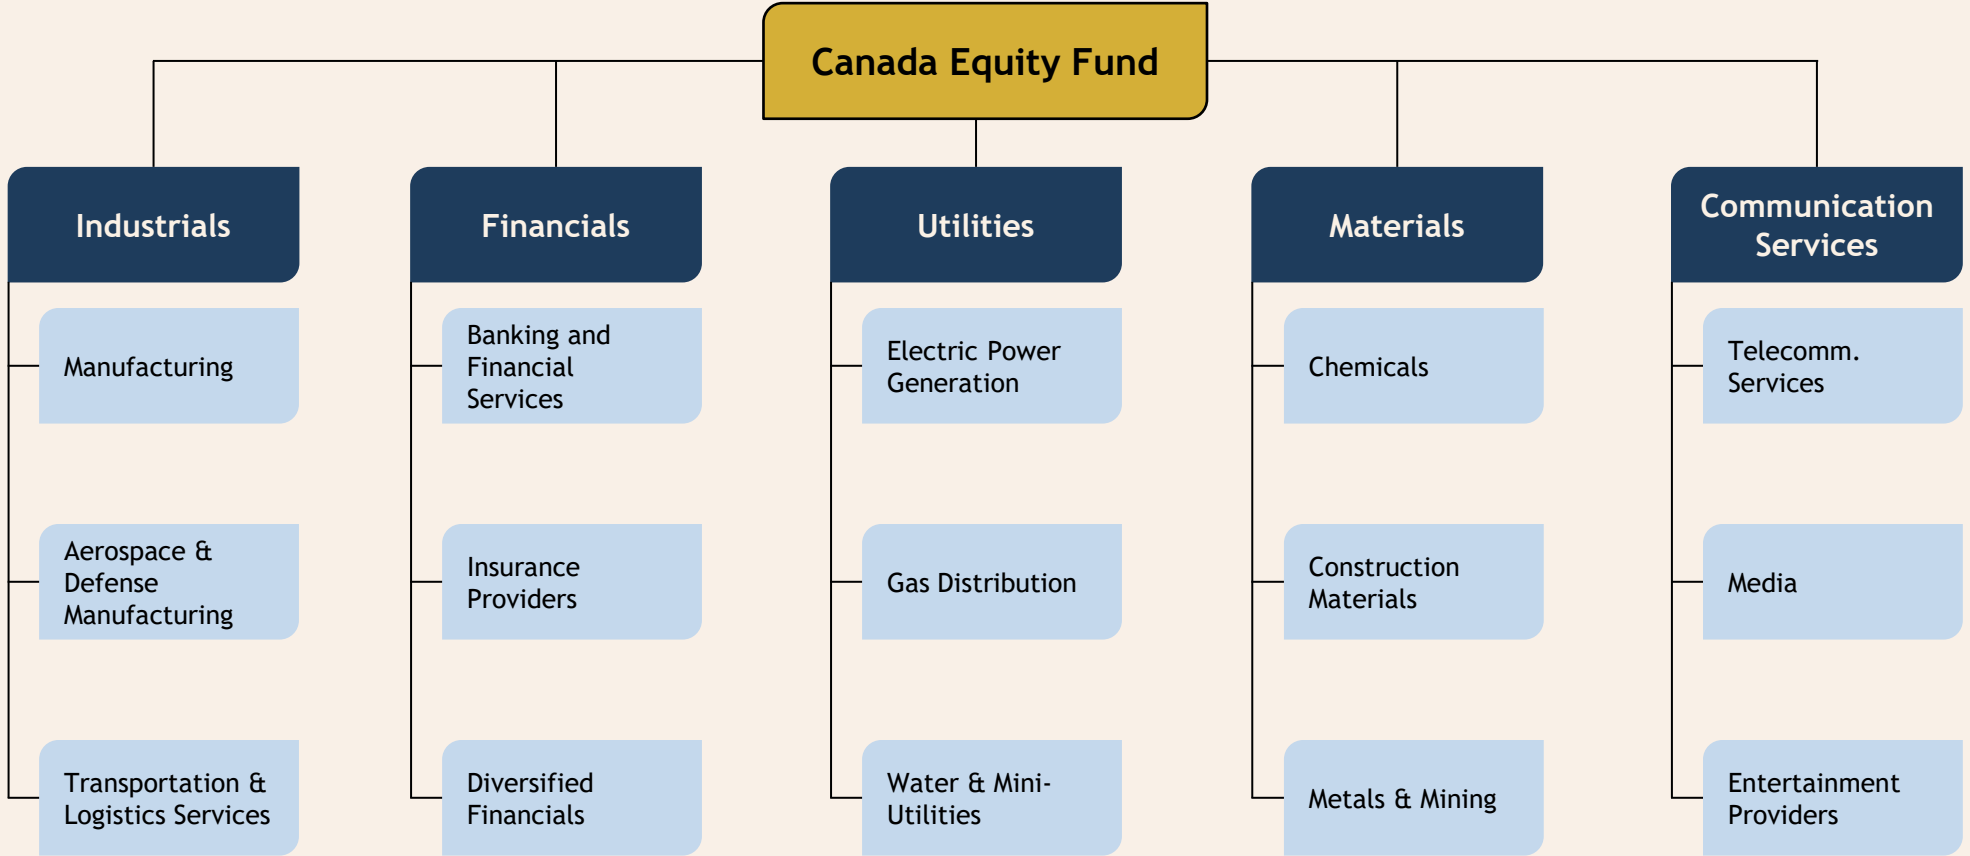 Canada Equity Fund
Industrials
Manufacturing
Aerospace &
Defense
Manufacturing
Transportation &
Logistics Services
Financials
Banking and
Financial
Services
Insurance
Providers
Diversified
Financials
Utilities
Electric Power
Generation
Gas Distribution
Water & Mini-
Utilities
Materials
Chemicals
Construction
Materials
Metals & Mining
Communication
Services
Telecomm.
Services
Media
Entertainment
Providers